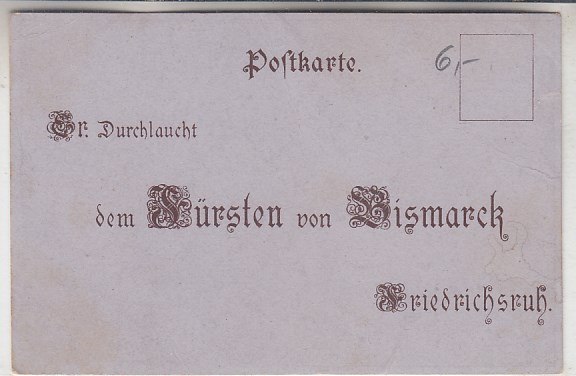 Postkarte.
6,-
Sr. Durchlaucht
dem Fürsten von Bismarck
Friedrichsruh.